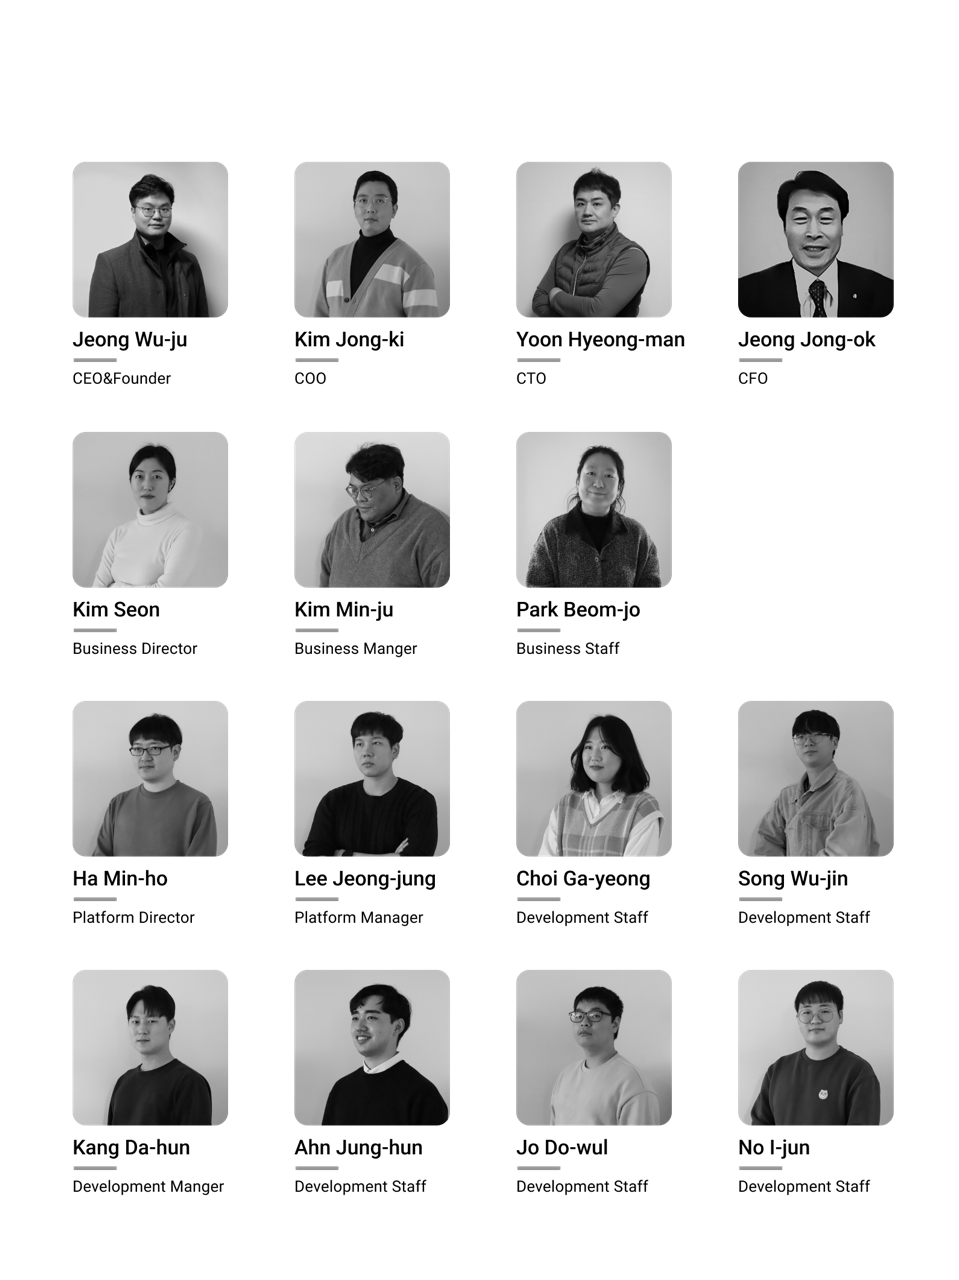 Jeong Wu-ju
CEO&Founder
Kim Jong-ki
COO
Yoon Hyeong-man
CTO
Jeong Jong-ok
CFO
Kim Seon
Business Director
Kim Min-ju
Business Manger
Park Beom-jo
Business Staff
Ha Min-ho
Platform Director
Lee Jeong-jung
Platform Manager
Choi Ga-yeong
Development Staff
Song Wu-jin
Development Staff
Kang Da-hun
Development Manger
Ahn Jung-hun
Development Staff
Jo Do-wul
Development Staff
No I-jun
Development Staff